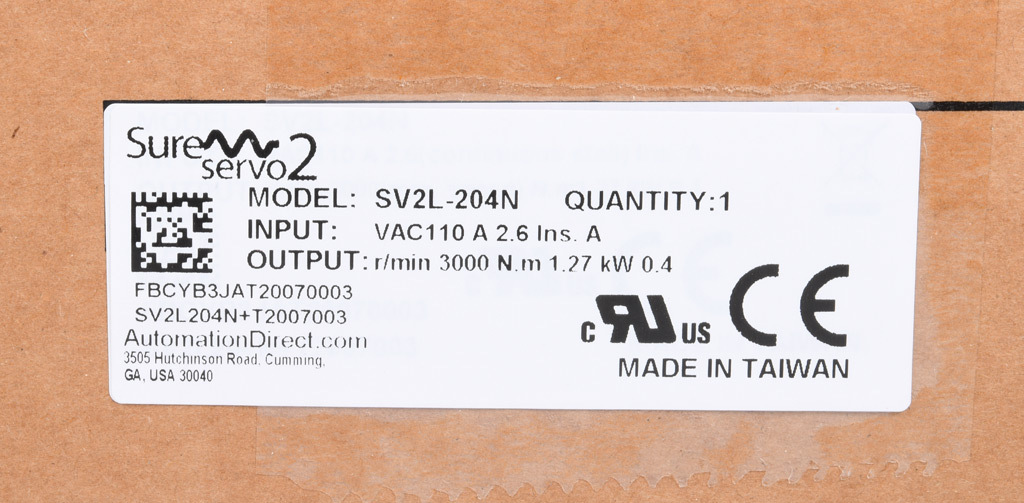 Sure servo2
MODEL: SV2L-204N QUANTITY:1
INPUT: VAC110 A 2.6 Ins. A
OUTPUT: r/min 3000 N.m 1.27 kW 0.4
FBCYB3JAT20070003
SV2L204N+T2007003
AutomationDirect.com
3505 Hutchinson Road, Cumming,
GA, USA 30040
c RU US CE
MADE IN TAIWAN